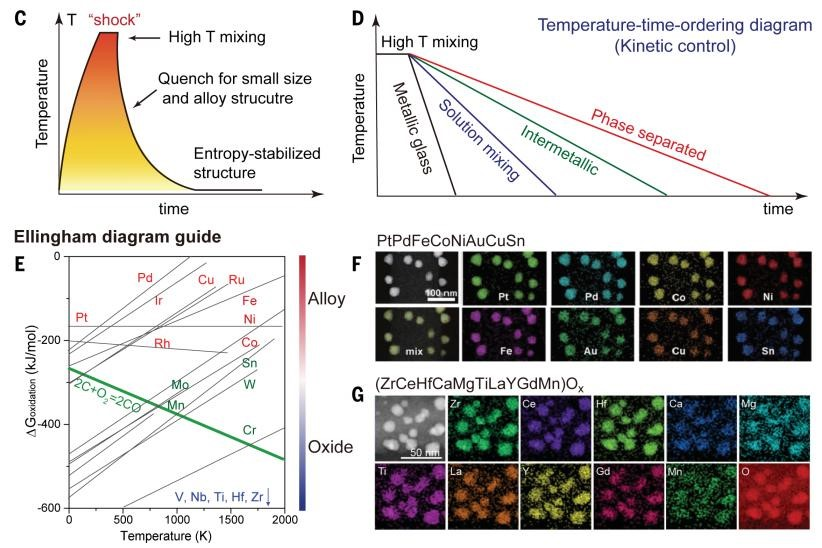 C
T "shock"
High T mixing
Quench for small size
and alloy strucutre
Entropy-stabilized
structure
Temperature
time
D
Temperature-time-ordering diagram
(Kinetic control)
High T mixing
Metallic glass
Solution mixing
Intermetallic
Phase separated
Temperature
time
Ellingham diagram guide
E
0
-200
-400
-600
ΔGoxidation (kJ/mol)
Pd
Cu
Ru
Ir
Fe
Pt
Ni
Rh
Co
Sn
2C+O2=2CO
Mo
W
Mn
Cr
V, Nb, Ti, Hf, Zr
0
500
1000
1500
2000
Temperature (K)
Alloy
Oxide
F
PtPdFeCoNiAuCuSn
100 nm
Pt
Pd
Co
Ni
mix
Fe
Au
Cu
Sn
G
(ZrCeHfCaMgTiLaYGdMn)Ox
50 nm
Zr
Ce
Hf
Ca
Mg
Ti
La
Y
Gd
Mn
O